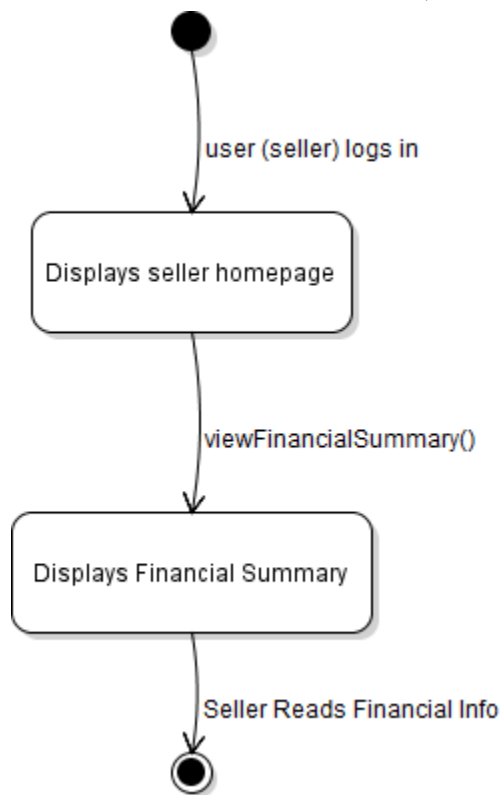 user (seller) logs in
Displays seller homepage
viewFinancialSummary()
Displays Financial Summary
Seller Reads Financial Info